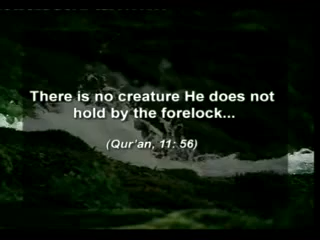 There is no creature He does not
hold by the forelock...
(Qur'an, 11: 56)